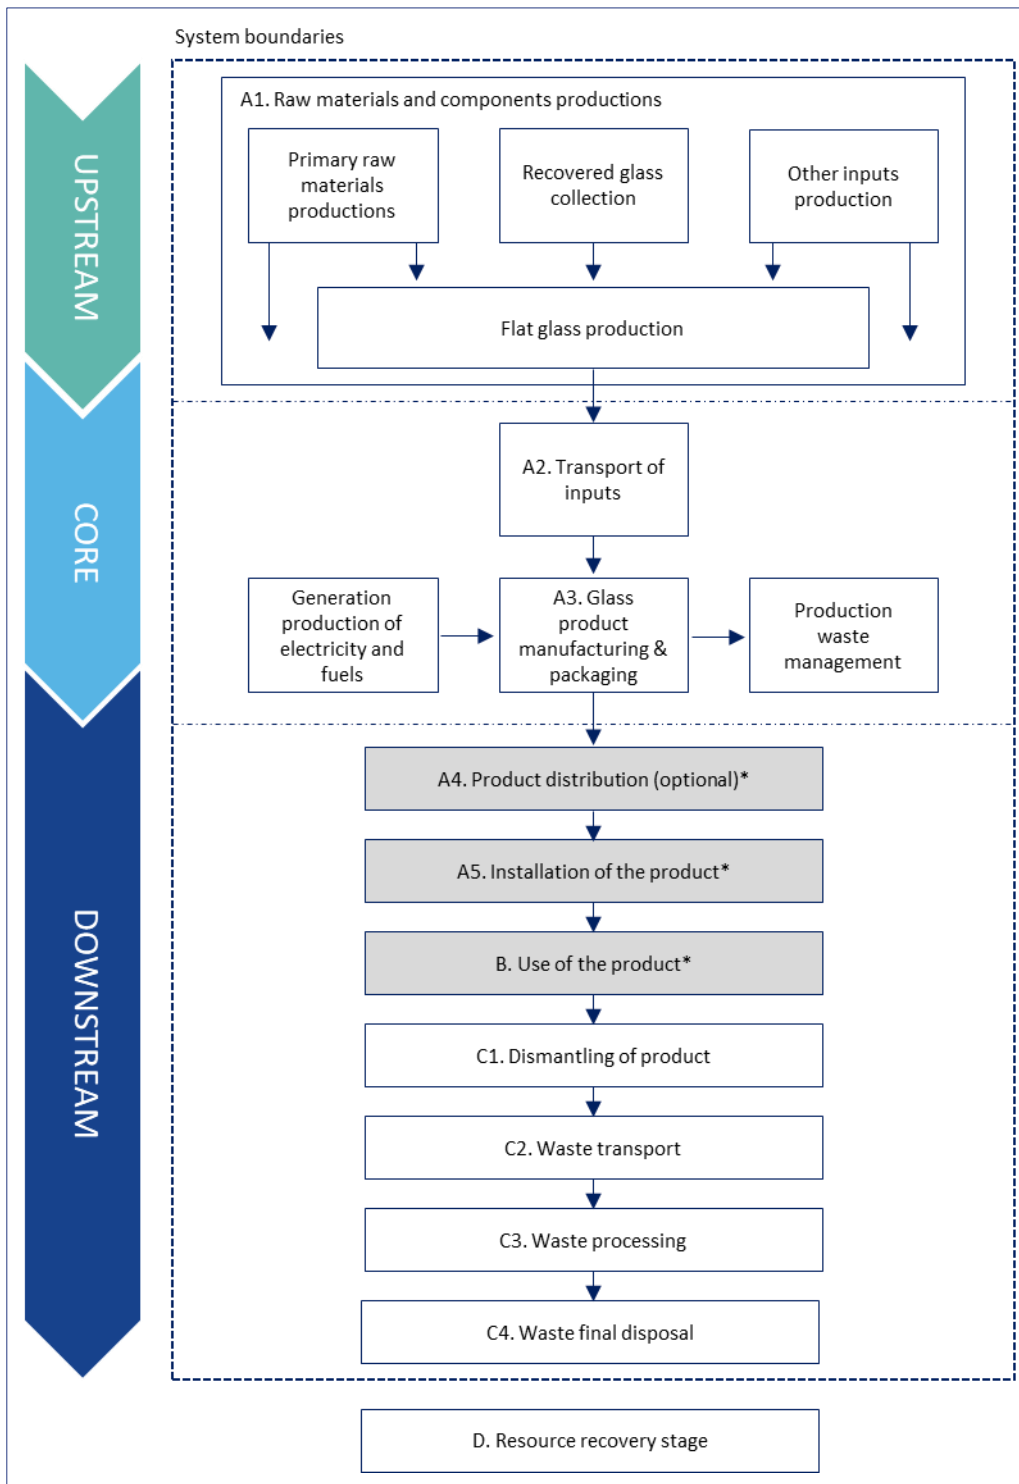 System boundaries
UPSTREAM
A1. Raw materials and components productions
Primary raw
materials
productions
Recovered glass
collection
Other inputs
production
Flat glass production
CORE
A2. Transport of
inputs
Generation
production of
electricity and
fuels
A3. Glass
product
manufacturing &
packaging
Production
waste
management
DOWNSTREAM
A4. Product distribution (optional)*
A5. Installation of the product*
B. Use of the product*
C1. Dismantling of product
C2. Waste transport
C3. Waste processing
C4. Waste final disposal
D. Resource recovery stage